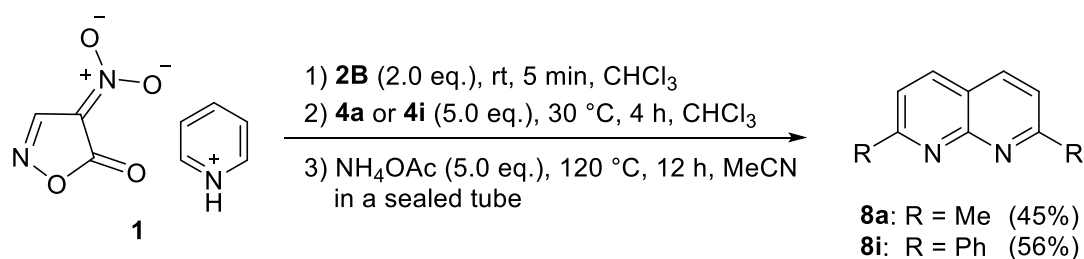 O−
+
N
O−
N
O
O
+
N
H
1
1) 2B (2.0 eq.), rt, 5 min, CHCl₃
2) 4a or 4i (5.0 eq.), 30 °C, 4 h, CHCl₃
3) NH₄OAc (5.0 eq.), 120 °C, 12 h, MeCN
in a sealed tube
R N N R
8a: R = Me (45%)
8i: R = Ph (56%)